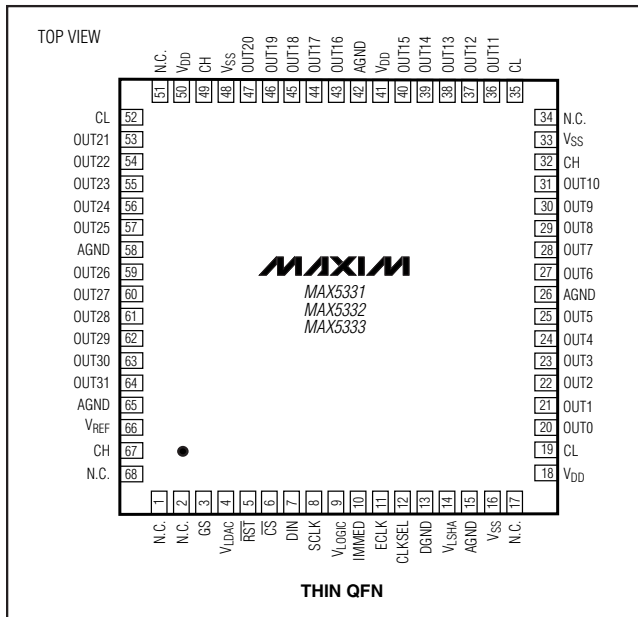 TOP VIEW
N.C. VDD CH VSS OUT20 OUT19 OUT18 OUT17 OUT16 AGND VDD OUT15 OUT14 OUT13 OUT12 OUT11 CL
51 50 49 48 47 46 45 44 43 42 41 40 39 38 37 36 35
CL 52
OUT21 53
OUT22 54
OUT23 55
OUT24 56
OUT25 57
AGND 58
OUT26 59
OUT27 60
OUT28 61
OUT29 62
OUT30 63
OUT31 64
AGND 65
VREF 66
CH 67
N.C. 68
MAXIM
MAX5331
MAX5332
MAX5333
34 N.C.
33 VSS
32 CH
31 OUT10
30 OUT9
29 OUT8
28 OUT7
27 OUT6
26 AGND
25 OUT5
24 OUT4
23 OUT3
22 OUT2
21 OUT1
20 OUT0
19 CL
18 VDD
1 2 3 4 5 6 7 8 9 10 11 12 13 14 15 16 17
N.C. N.C. GS VLDAC RST CS DIN SCLK VLOGIC IMMED ECLK CLKSEL DGND VLSHA AGND VSS N.C.
THIN QFN